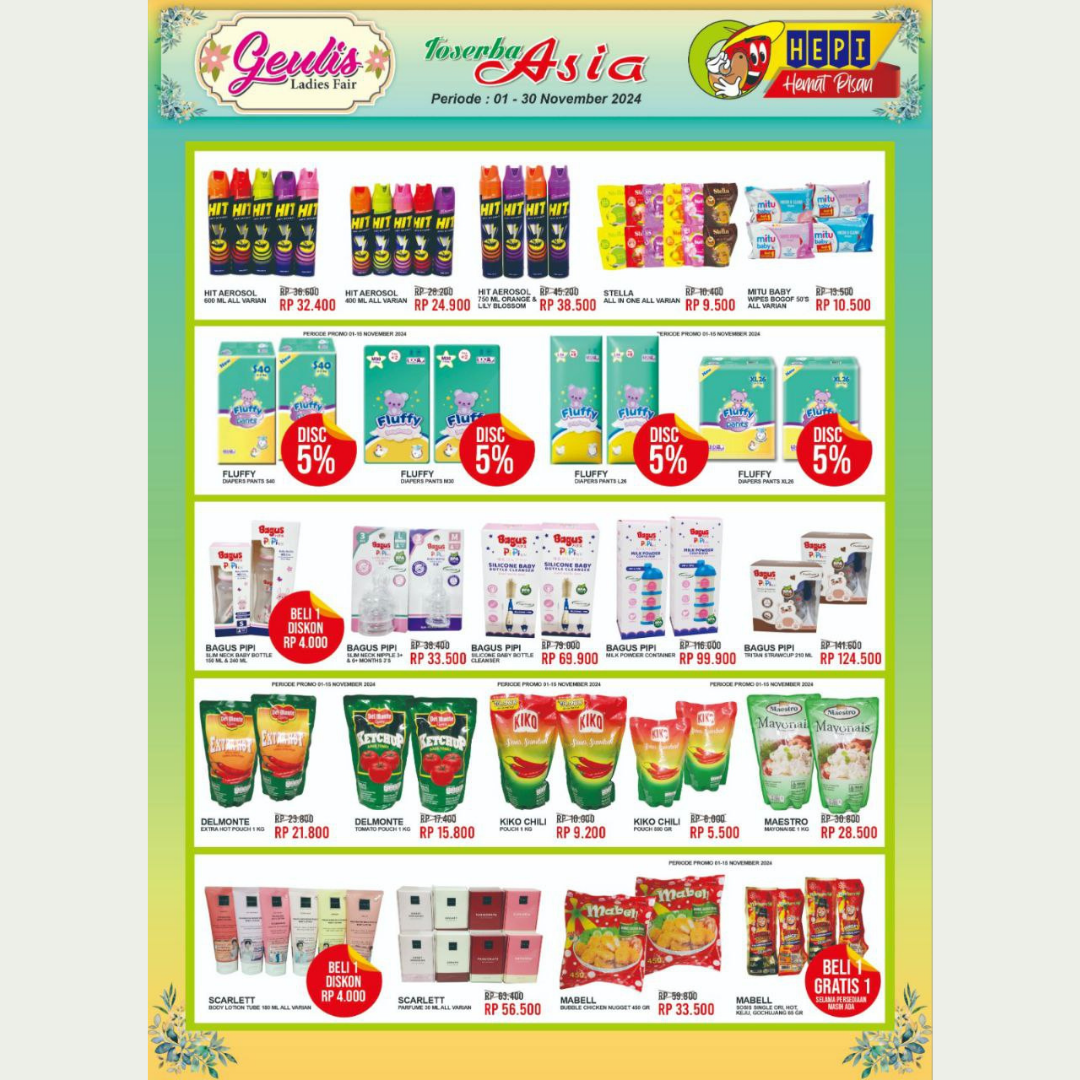 Geulis
Ladies Fair
Toserba Asia
Periode : 01 - 30 November 2024
HEPI
Hemat Pisan
HIT AEROSOL
600 ML ALL VARIAN
RP 36.600
RP 32.400
HIT AEROSOL
400 ML ALL VARIAN
RP 28.200
RP 24.900
HIT AEROSOL
750 ML ORANGE &
LILY BLOSSOM
RP 45.200
RP 38.500
STELLA
ALL IN ONE ALL VARIAN
RP 10.400
RP 9.500
MITU BABY
WIPES BOGOF 50'S
ALL VARIAN
RP 13.500
RP 10.500
PERIODE PROMO 01-15 NOVEMBER 2024
PERIODE PROMO 01-15 NOVEMBER 2024
DISC
5%
FLUFFY
DIAPERS PANTS S40
DISC
5%
FLUFFY
DIAPERS PANTS M30
DISC
5%
FLUFFY
DIAPERS PANTS L26
DISC
5%
FLUFFY
DIAPERS PANTS XL26
BELI 1
DISKON
RP 4.000
BAGUS PIPI
SLIM NECK BABY BOTTLE
150 ML & 240 ML
BAGUS PIPI
SLIM NECK NIPPLE 3+
& 6+ MONTHS 2'S
RP 38.400
RP 33.500
BAGUS PIPI
SILICONE BABY BOTTLE
CLEANSER
RP 79.000
RP 69.900
BAGUS PIPI
MILK POWDER CONTAINER
RP 116.000
RP 99.900
BAGUS PIPI
TRITAN STRAWCUP 210 ML
RP 141.600
RP 124.500
PERIODE PROMO 01-15 NOVEMBER 2024
PERIODE PROMO 01-15 NOVEMBER 2024
PERIODE PROMO 01-15 NOVEMBER 2024
DELMONTE
EXTRA HOT POUCH 1 KG
RP 23.800
RP 21.800
DELMONTE
TOMATO POUCH 1 KG
RP 17.400
RP 15.800
KIKO CHILI
POUCH 1 KG
RP 10.000
RP 9.200
KIKO CHILI
RP 6.000
RP 5.500
MAESTRO
MAYONAISE 1 KG
RP 30.800
RP 28.500
PERIODE PROMO 01-15 NOVEMBER 2024
BELI 1
DISKON
RP 4.000
SCARLETT
BODY LOTION TUBE 180 ML ALL VARIAN
SCARLETT
PARFUME 30 ML ALL VARIAN
RP 63.400
RP 56.500
MABELL
BUBBLE CHICKEN NUGGET 450 GR
RP 59.800
RP 33.500
BELI 1
GRATIS 1
SELAMA PERSEDIAAN
MASIH ADA
MABELL
SOSIS SINGLE ORI, HOT,
KEJU, GOCHUJANG 65 GR